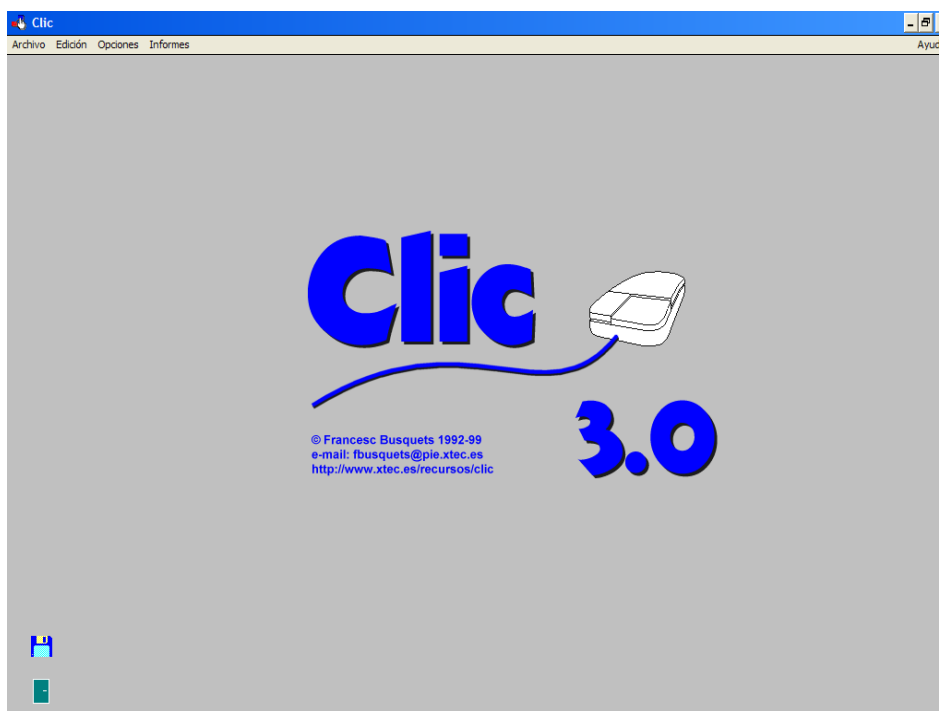 Clic
Archivo Edición Opciones Informes Ayud
Clic
3.0
© Francesc Busquets 1992-99
e-mail: fbusquets@pie.xtec.es
http://www.xtec.es/recursos/clic